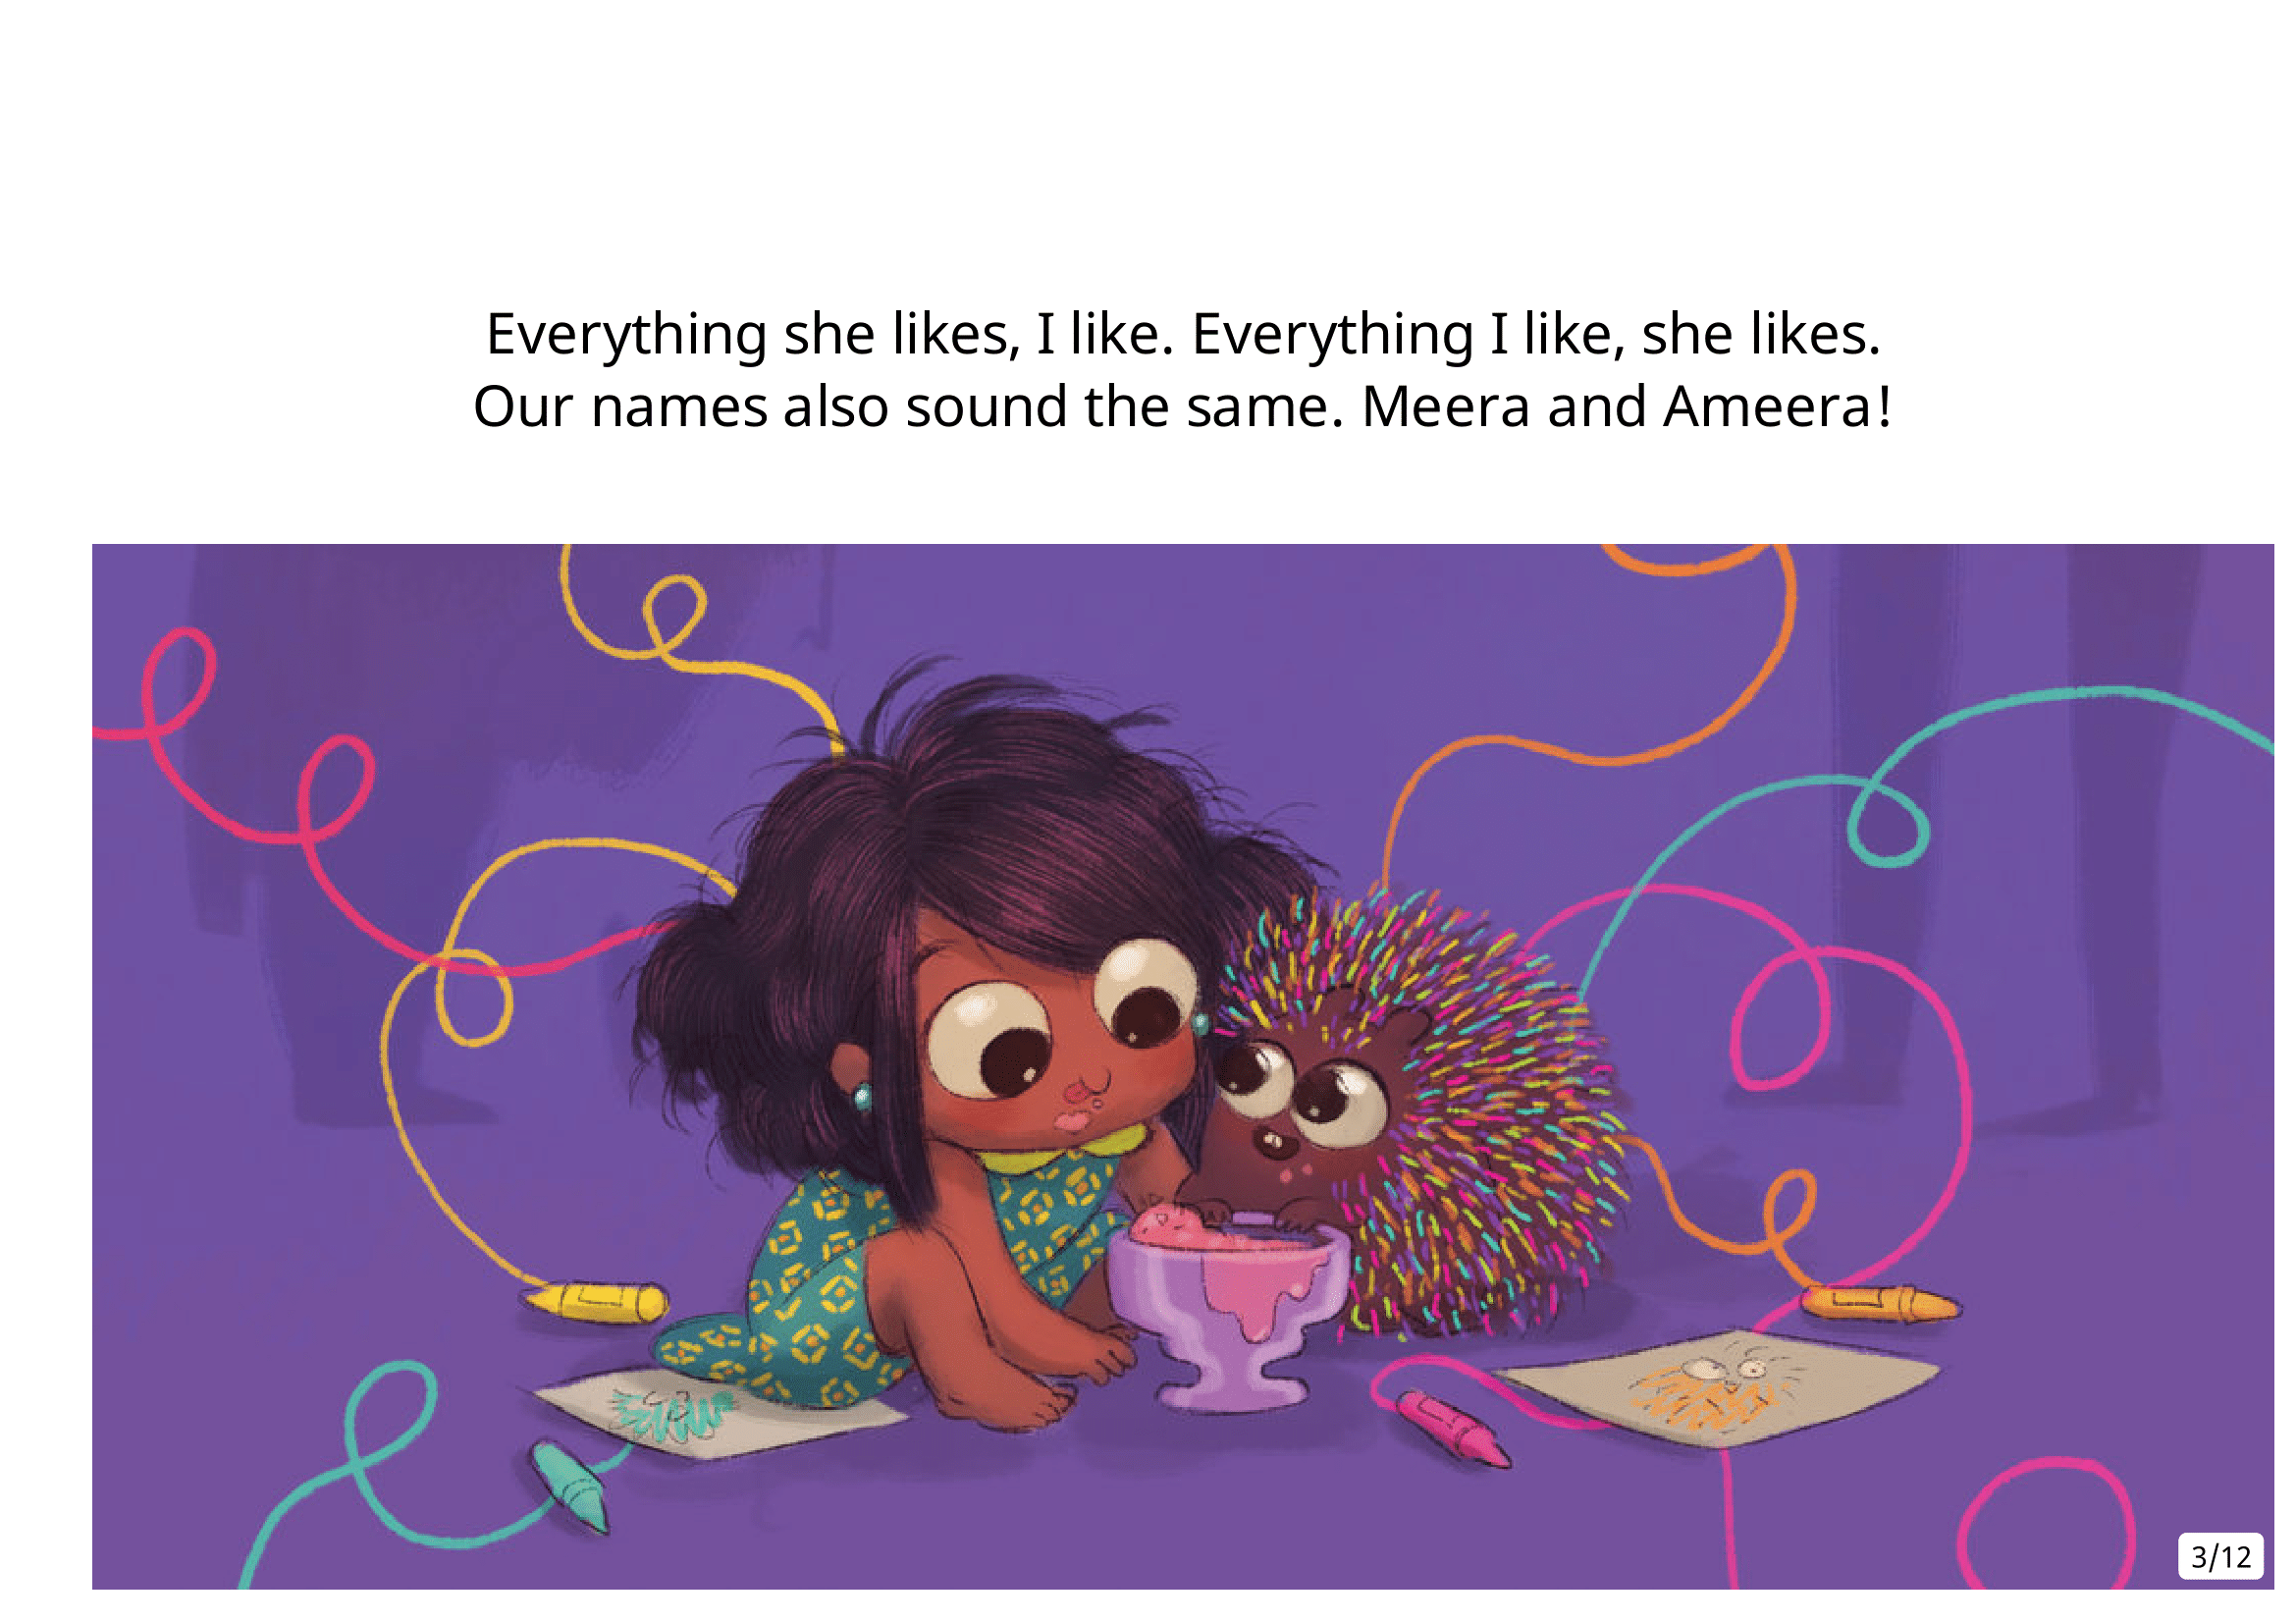 Everything she likes, I like. Everything I like, she likes.
Our names also sound the same. Meera and Ameera!
3/12